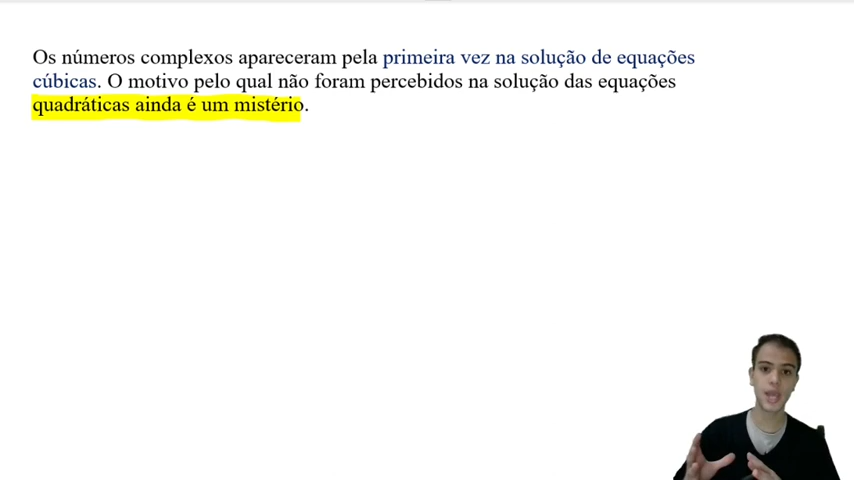 Os números complexos apareceram pela primeira vez na solução de equações
cúbicas. O motivo pelo qual não foram percebidos na solução das equações
quadráticas ainda é um mistério.